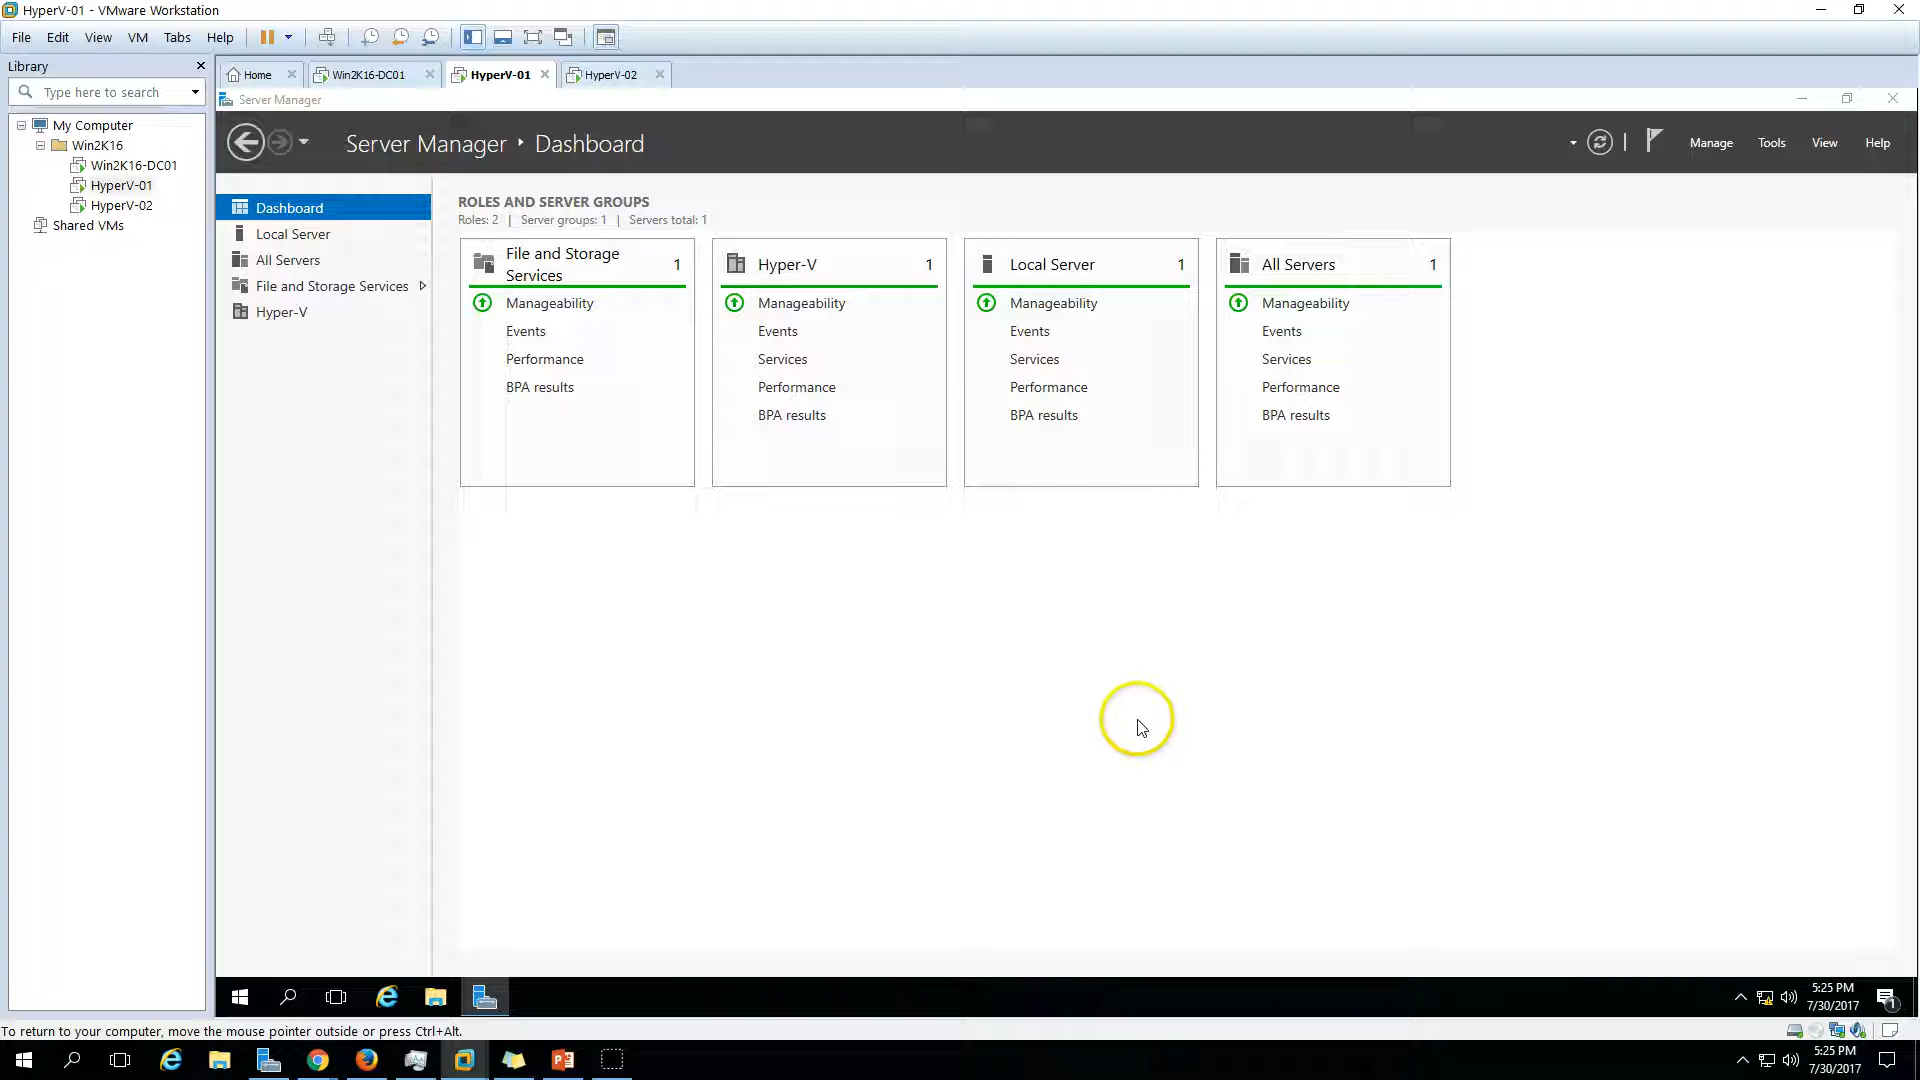 HyperV-01 - VMware Workstation
File Edit View VM Tabs Help
Library
Type here to search
My Computer
Win2K16
Win2K16-DC01
HyperV-01
HyperV-02
Shared VMs
Home
Win2K16-DC01
HyperV-01
HyperV-02
Server Manager
Server Manager Dashboard
Manage Tools View Help
Dashboard
Local Server
All Servers
File and Storage Services
Hyper-V
ROLES AND SERVER GROUPS
Roles: 2 | Server groups: 1 | Servers total: 1
File and Storage
Services 1
Manageability
Events
Performance
BPA results
Hyper-V 1
Manageability
Events
Services
Performance
BPA results
Local Server 1
Manageability
Events
Services
Performance
BPA results
All Servers 1
Manageability
Events
Services
Performance
BPA results
5:25 PM
7/30/2017
1
To return to your computer, move the mouse pointer outside or press Ctrl+Alt.
5:25 PM
7/30/2017